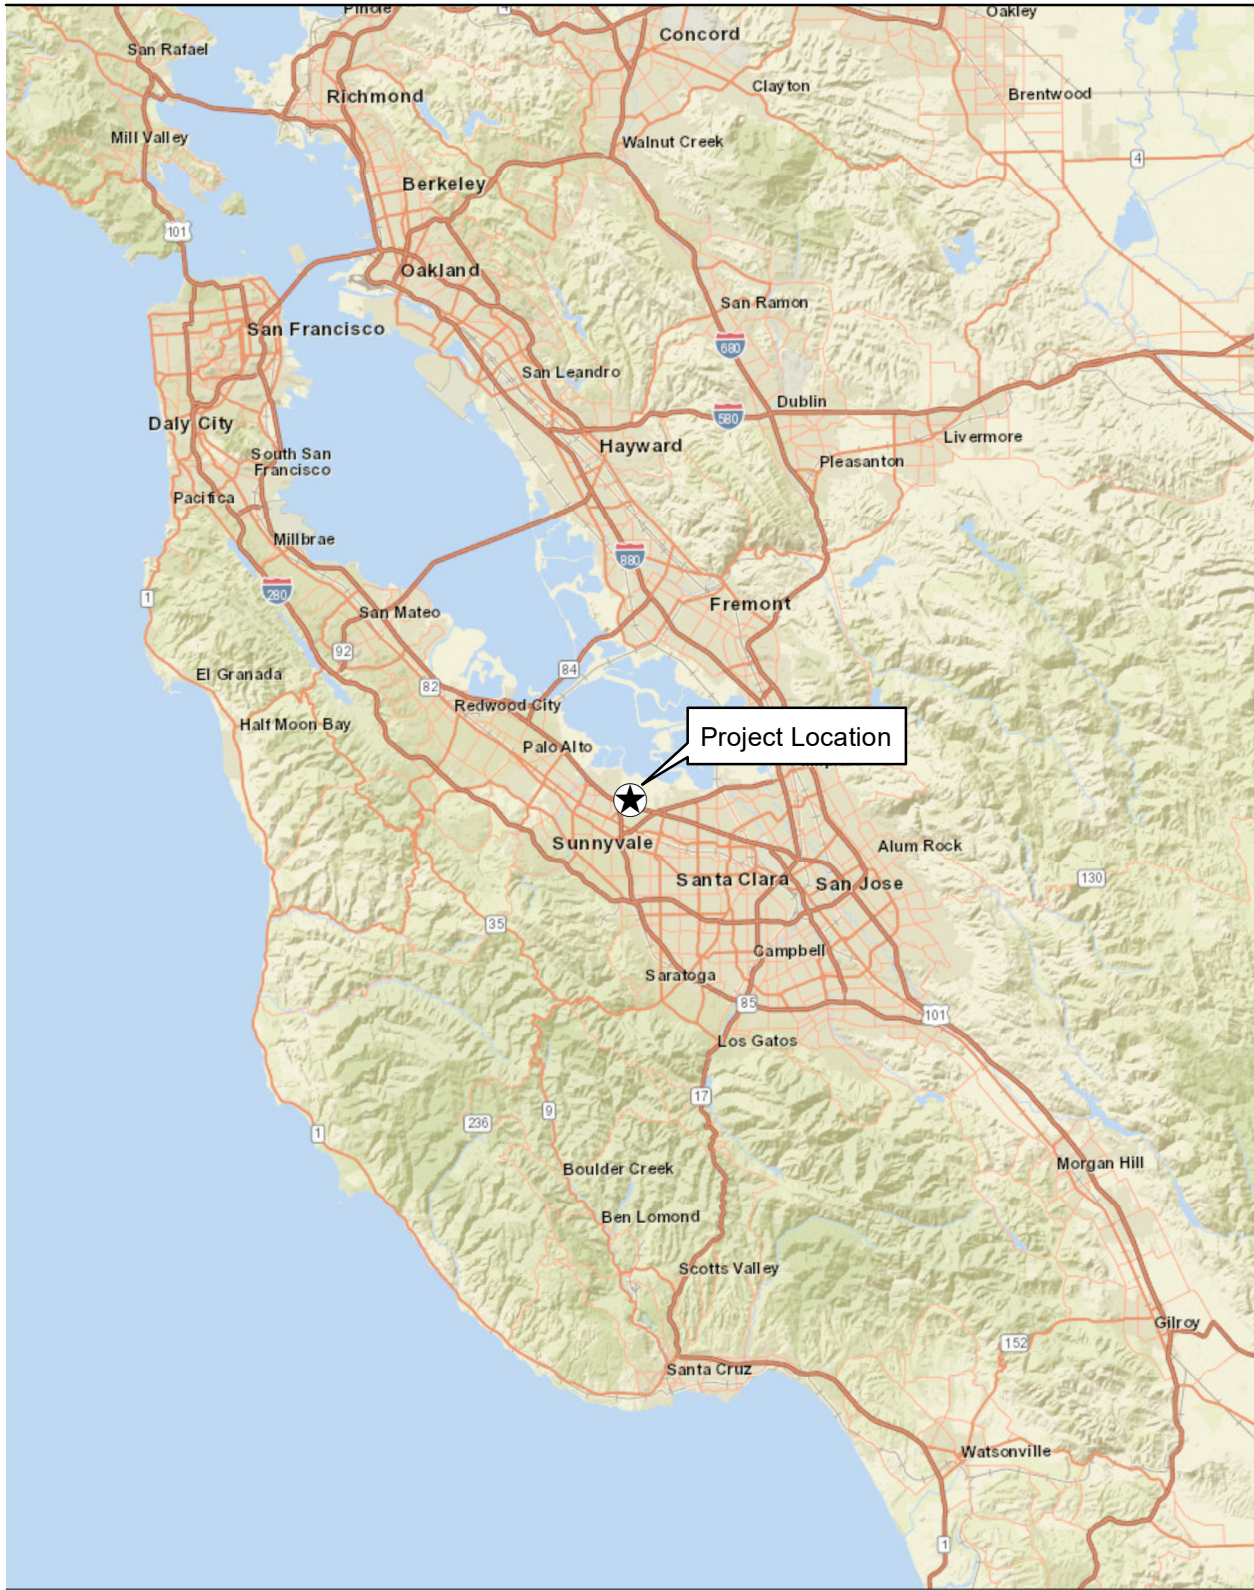 Pinole
4
Oakley
Concord
San Rafael
Clayton
Brentwood
Richmond
Mill Valley
Walnut Creek
4
Berkeley
101
Oakland
San Ramon
San Francisco
680
San Leandro
Dublin
580
Daly City
Livermore
Hayward
South San
Francisco
Pleasanton
Pacifica
Millbrae
880
280
1
Fremont
San Mateo
92
84
El Granada
82
Redwood City
Half Moon Bay
Project Location
Palo Alto
Sunnyvale
Alum Rock
Santa Clara
San Jose
130
35
Campbell
Saratoga
85
101
Los Gatos
17
9
236
1
Morgan Hill
Boulder Creek
Ben Lomond
Scotts Valley
Gilroy
152
Santa Cruz
Watsonville
1